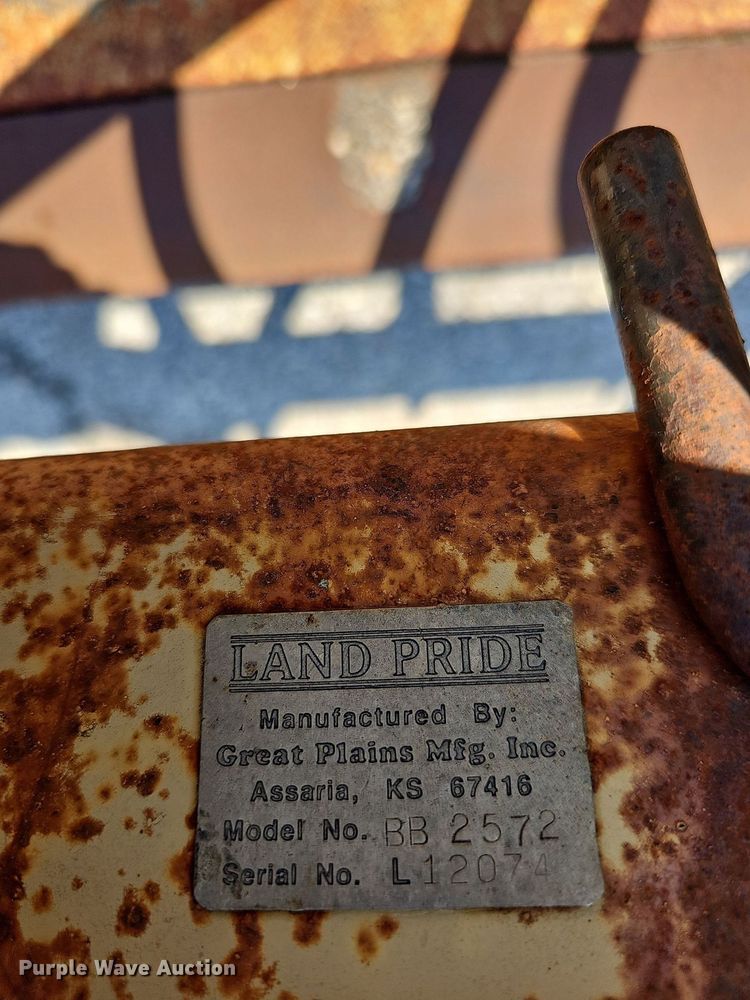 LAND PRIDE
Manufactured By:
Great Plains Mfg. Inc.
Assaria, KS 67416
Model No. BB 2572
Serial No. L 12074
Purple Wave Auction